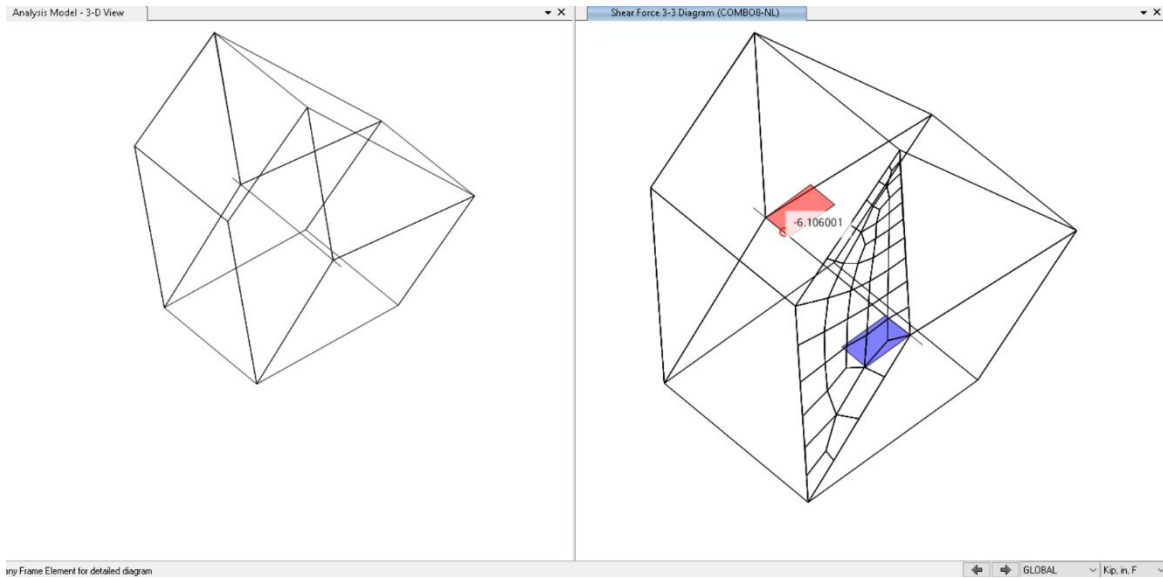 Analysis Model - 3-D View
Shear Force 3-3 Diagram (COMBO8-NL)
-6.106001
any Frame Element for detailed diagram
GLOBAL
Kip, in, F